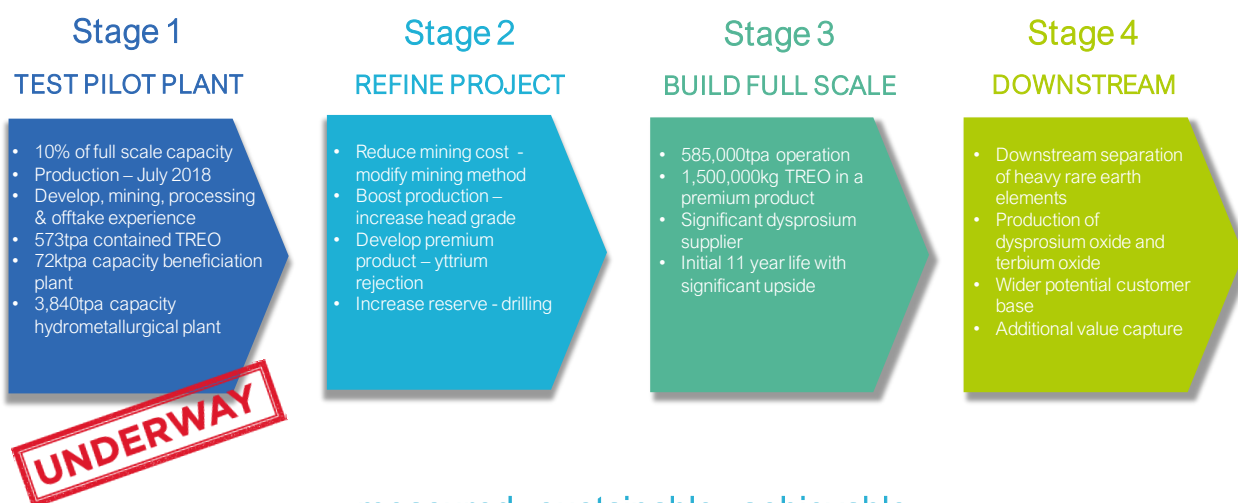 Stage 1
TEST PILOT PLANT
• 10% of full scale capacity
• Production – July 2018
• Develop, mining, processing
& offtake experience
• 573tpa contained TREO
• 72ktpa capacity beneficiation
plant
• 3,840tpa capacity
hydrometallurgical plant
UNDERWAY
Stage 2
REFINE PROJECT
• Reduce mining cost -
modify mining method
• Boost production –
increase head grade
• Develop premium
product – yttrium
rejection
• Increase reserve - drilling
Stage 3
BUILD FULL SCALE
• 585,000tpa operation
• 1,500,000kg TREO in a
premium product
• Significant dysprosium
supplier
• Initial 11 year life with
significant upside
Stage 4
DOWNSTREAM
• Downstream separation
of heavy rare earth
elements
• Production of
dysprosium oxide and
terbium oxide
• Wider potential customer
base
• Additional value capture